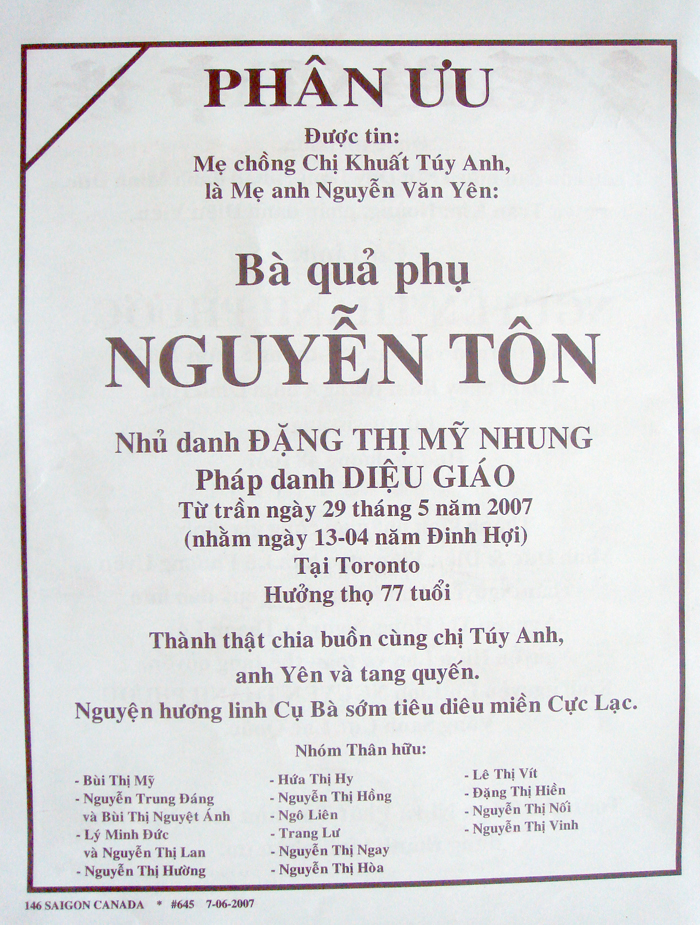 PHÂN ƯU
Được tin:
Mẹ chồng Chị Khuất Túy Anh,
là Mẹ anh Nguyễn Văn Yên:
Bà quả phụ
NGUYỄN TÔN
Nhủ danh ĐẶNG THỊ MỸ NHUNG
Pháp danh DIỆU GIÁO
Từ trần ngày 29 tháng 5 năm 2007
(nhằm ngày 13-04 năm Đinh Hợi)
Tại Toronto
Hưởng thọ 77 tuổi
Thành thật chia buồn cùng chị Túy Anh,
anh Yên và tang quyến.
Nguyện hương linh Cụ Bà sớm tiêu diêu miền Cực Lạc.
Nhóm Thân hữu:
- Bùi Thị Mỹ
- Nguyễn Trung Đáng
và Bùi Thị Nguyệt Ánh
- Lý Minh Đức
và Nguyễn Thị Lan
- Nguyễn Thị Hường
- Hứa Thị Hy
- Nguyễn Thị Hồng
- Ngô Liên
- Trang Lư
- Nguyễn Thị Ngay
- Nguyễn Thị Hòa
- Lê Thị Vít
- Đặng Thị Hiền
- Nguyễn Thị Nối
- Nguyễn Thị Vinh
146 SAIGON CANADA * #645 7-06-2007